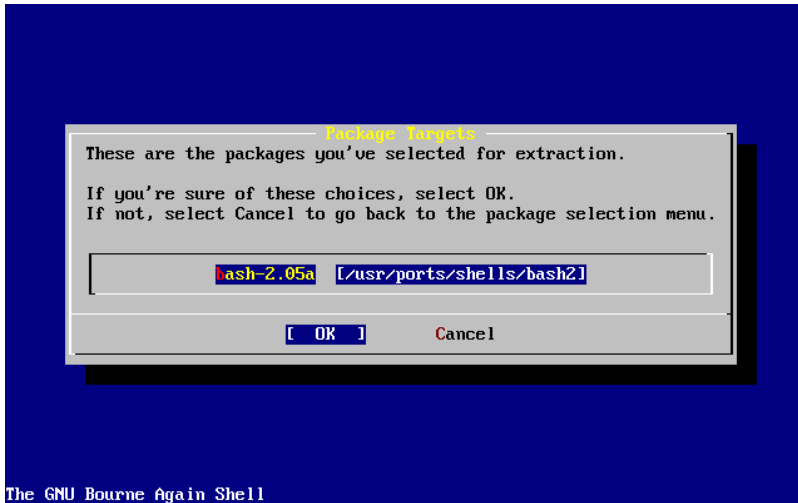 Package Targets
These are the packages you've selected for extraction.
If you're sure of these choices, select OK.
If not, select Cancel to go back to the package selection menu.
bash-2.05a [/usr/ports/shells/bash2]
[ OK ] Cancel
The GNU Bourne Again Shell